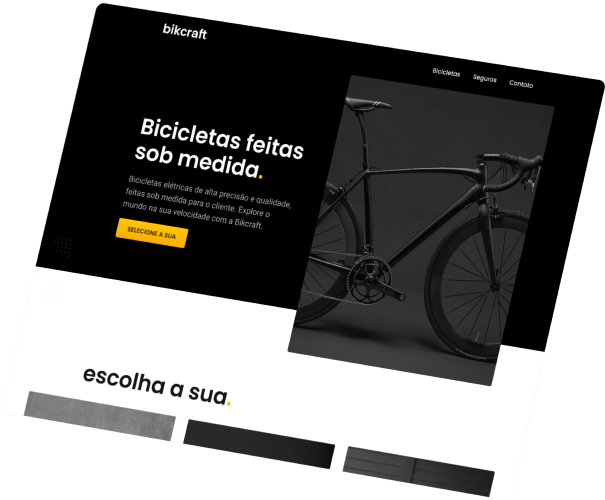 bikcraft
Bicicletas
Seguros
Contato
Bicicletas feitas
sob medida.
Bicicletas elétricas de alta precisão e qualidade,
feitas sob medida para o cliente. Explore o
mundo na sua velocidade com a Bikcraft.
SELECIONE A SUA
escolha a sua.